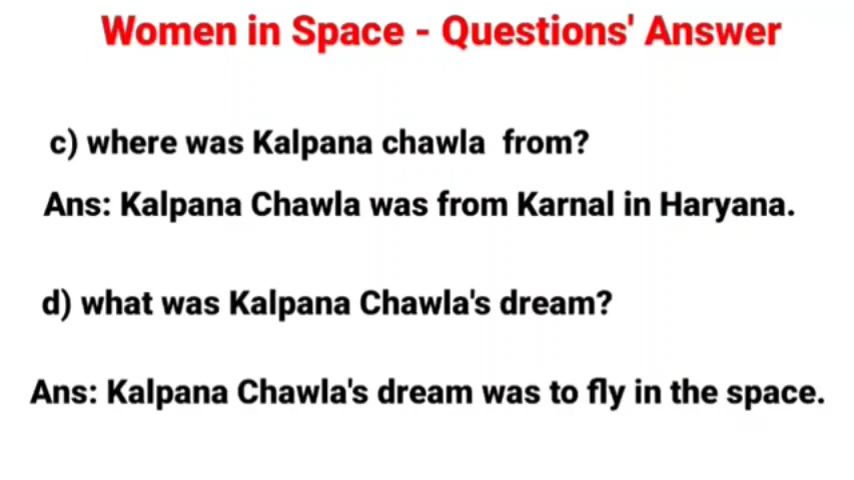 Women in Space - Questions' Answer
c) where was Kalpana chawla from?
Ans: Kalpana Chawla was from Karnal in Haryana.
d) what was Kalpana Chawla's dream?
Ans: Kalpana Chawla's dream was to fly in the space.